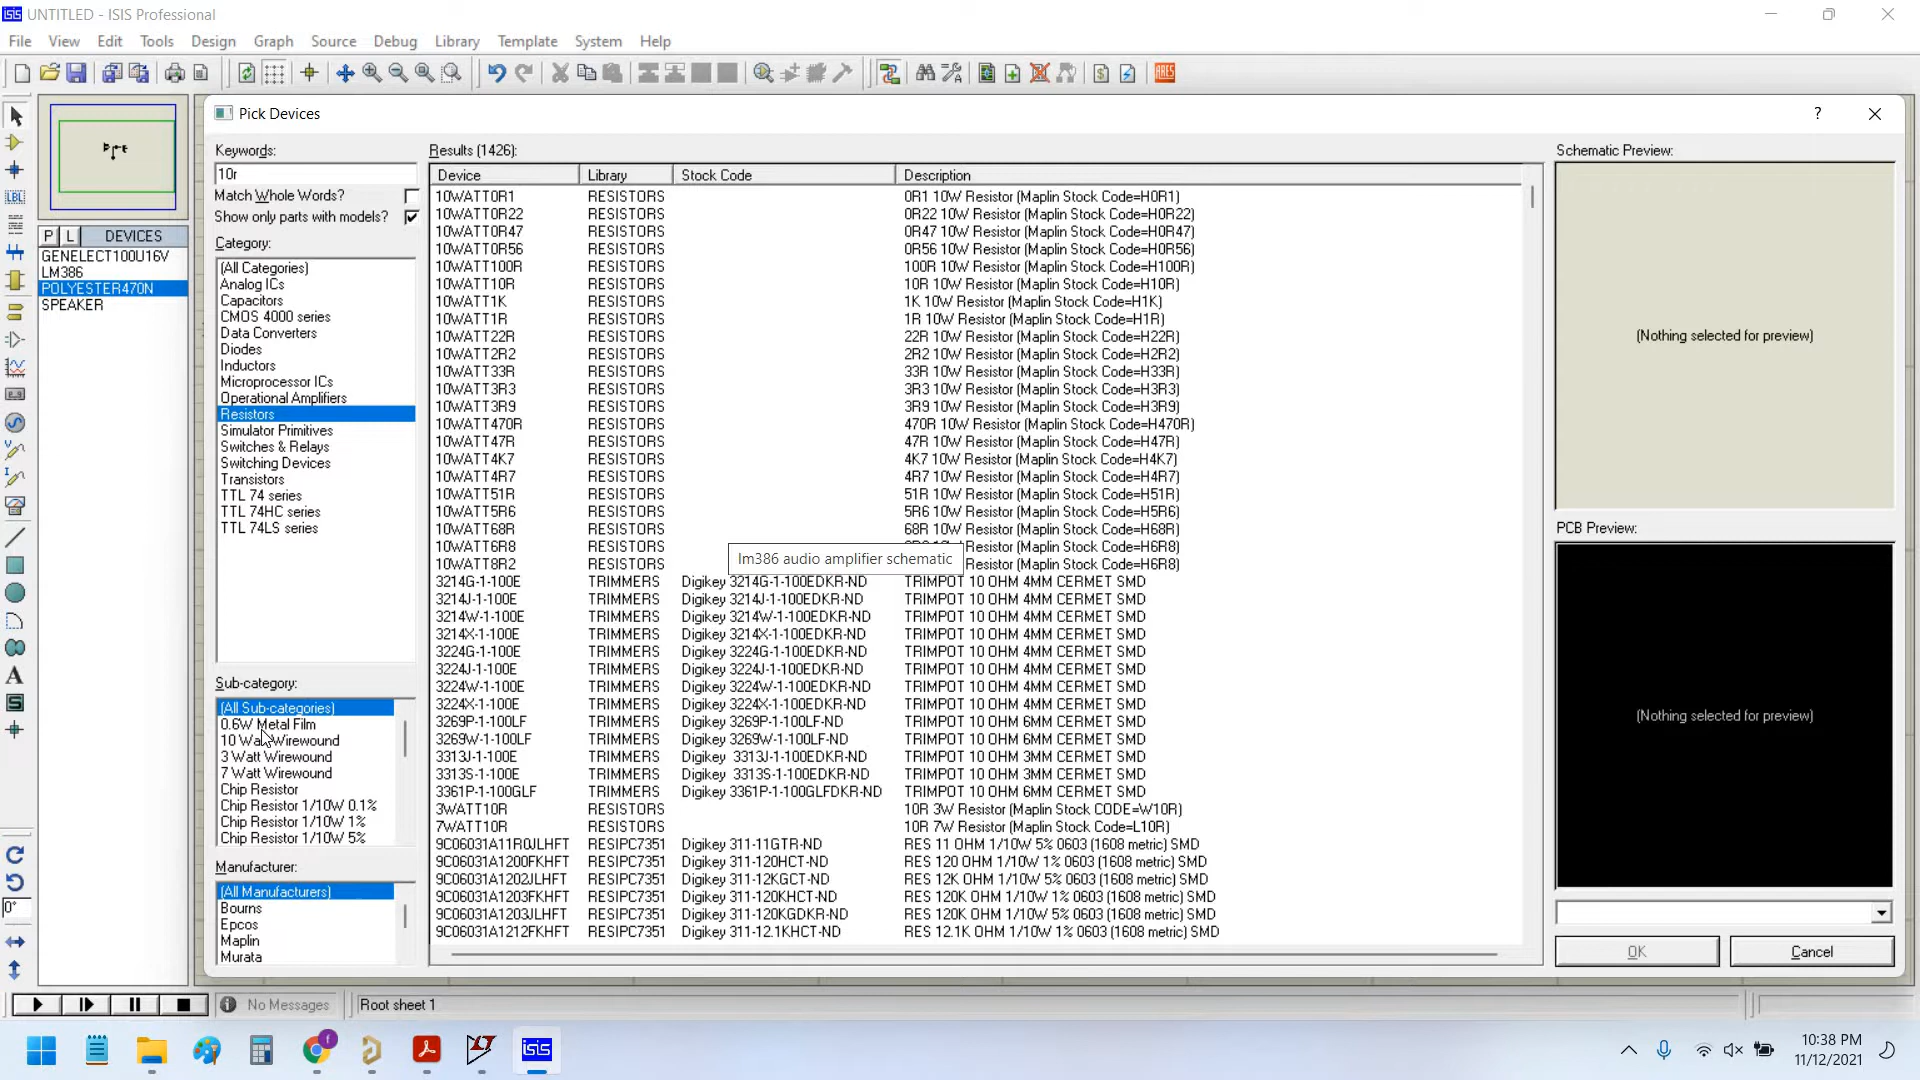 UNTITLED - ISIS Professional
File View Edit Tools Design Graph Source Debug Library Template System Help
Pick Devices
Keywords:
10r
Match Whole Words?
Show only parts with models?
Category:
(All Categories)
Analog ICs
Capacitors
CMOS 4000 series
Data Converters
Diodes
Inductors
Microprocessor ICs
Operational Amplifiers
Resistors
Simulator Primitives
Switches & Relays
Switching Devices
Transistors
TTL 74 series
TTL 74HC series
TTL 74LS series
Sub-category:
(All Sub-categories)
0.6W Metal Film
10 Watt Wirewound
3 Watt Wirewound
7 Watt Wirewound
Chip Resistor
Chip Resistor 1/10W 0.1%
Chip Resistor 1/10W 1%
Chip Resistor 1/10W 5%
Manufacturer:
(All Manufacturers)
Bourns
Epcos
Maplin
Murata
P L DEVICES
GENELECT100U16V
LM386
POLYESTER470N
SPEAKER
Results (1426):
Device Library Stock Code Description
10WATT0R1 RESISTORS 0R1 10W Resistor (Maplin Stock Code=H0R1)
10WATT0R22 RESISTORS 0R22 10W Resistor (Maplin Stock Code=H0R22)
10WATT0R47 RESISTORS 0R47 10W Resistor (Maplin Stock Code=H0R47)
10WATT0R56 RESISTORS 0R56 10W Resistor (Maplin Stock Code=H0R56)
10WATT100R RESISTORS 100R 10W Resistor (Maplin Stock Code=H100R)
10WATT10R RESISTORS 10R 10W Resistor (Maplin Stock Code=H10R)
10WATT1K RESISTORS 1K 10W Resistor (Maplin Stock Code=H1K)
10WATT1R RESISTORS 1R 10W Resistor (Maplin Stock Code=H1R)
10WATT22R RESISTORS 22R 10W Resistor (Maplin Stock Code=H22R)
10WATT2R2 RESISTORS 2R2 10W Resistor (Maplin Stock Code=H2R2)
10WATT33R RESISTORS 33R 10W Resistor (Maplin Stock Code=H33R)
10WATT3R3 RESISTORS 3R3 10W Resistor (Maplin Stock Code=H3R3)
10WATT3R9 RESISTORS 3R9 10W Resistor (Maplin Stock Code=H3R9)
10WATT470R RESISTORS 470R 10W Resistor (Maplin Stock Code=H470R)
10WATT47R RESISTORS 47R 10W Resistor (Maplin Stock Code=H47R)
10WATT4K7 RESISTORS 4K7 10W Resistor (Maplin Stock Code=H4K7)
10WATT4R7 RESISTORS 4R7 10W Resistor (Maplin Stock Code=H4R7)
10WATT51R RESISTORS 51R 10W Resistor (Maplin Stock Code=H51R)
10WATT5R6 RESISTORS 5R6 10W Resistor (Maplin Stock Code=H5R6)
10WATT68R RESISTORS 68R 10W Resistor (Maplin Stock Code=H68R)
10WATT6R8 RESISTORS Resistor (Maplin Stock Code=H6R8)
10WATT8R2 RESISTORS Resistor (Maplin Stock Code=H6R8)
lm386 audio amplifier schematic
3214G-1-100E TRIMMERS Digikey 3214G-1-100EDKR-ND TRIMPOT 10 OHM 4MM CERMET SMD
3214J-1-100E TRIMMERS Digikey 3214J-1-100EDKR-ND TRIMPOT 10 OHM 4MM CERMET SMD
3214W-1-100E TRIMMERS Digikey 3214W-1-100EDKR-ND TRIMPOT 10 OHM 4MM CERMET SMD
3214X-1-100E TRIMMERS Digikey 3214X-1-100EDKR-ND TRIMPOT 10 OHM 4MM CERMET SMD
3224G-1-100E TRIMMERS Digikey 3224G-1-100EDKR-ND TRIMPOT 10 OHM 4MM CERMET SMD
3224J-1-100E TRIMMERS Digikey 3224J-1-100EDKR-ND TRIMPOT 10 OHM 4MM CERMET SMD
3224W-1-100E TRIMMERS Digikey 3224W-1-100EDKR-ND TRIMPOT 10 OHM 4MM CERMET SMD
3224X-1-100E TRIMMERS Digikey 3224X-1-100EDKR-ND TRIMPOT 10 OHM 4MM CERMET SMD
3269P-1-100LF TRIMMERS Digikey 3269P-1-100LF-ND TRIMPOT 10 OHM 6MM CERMET SMD
3269W-1-100LF TRIMMERS Digikey 3269W-1-100LF-ND TRIMPOT 10 OHM 6MM CERMET SMD
3313J-1-100E TRIMMERS Digikey 3313J-1-100EDKR-ND TRIMPOT 10 OHM 3MM CERMET SMD
3313S-1-100E TRIMMERS Digikey 3313S-1-100EDKR-ND TRIMPOT 10 OHM 3MM CERMET SMD
3361P-1-100GLF TRIMMERS Digikey 3361P-1-100GLFDKR-ND TRIMPOT 10 OHM 6MM CERMET SMD
3WATT10R RESISTORS 10R 3W Resistor (Maplin Stock CODE=W10R)
7WATT10R RESISTORS 10R 7W Resistor (Maplin Stock Code=L10R)
9C06031A11R0JLHFT RESIPC7351 Digikey 311-11GTR-ND RES 11 OHM 1/10W 5% 0603 (1608 metric) SMD
9C06031A1200FKHFT RESIPC7351 Digikey 311-120HCT-ND RES 120 OHM 1/10W 1% 0603 (1608 metric) SMD
9C06031A1202JLHFT RESIPC7351 Digikey 311-12KGCT-ND RES 12K OHM 1/10W 5% 0603 (1608 metric) SMD
9C06031A1203FKHFT RESIPC7351 Digikey 311-120KHCT-ND RES 120K OHM 1/10W 1% 0603 (1608 metric) SMD
9C06031A1203JLHFT RESIPC7351 Digikey 311-120KGDKR-ND RES 120K OHM 1/10W 5% 0603 (1608 metric) SMD
9C06031A1212FKHFT RESIPC7351 Digikey 311-12.1KHCT-ND RES 12.1K OHM 1/10W 1% 0603 (1608 metric) SMD
Schematic Preview:
(Nothing selected for preview)
PCB Preview:
(Nothing selected for preview)
OK Cancel
No Messages
Root sheet 1
10:38 PM
11/12/2021